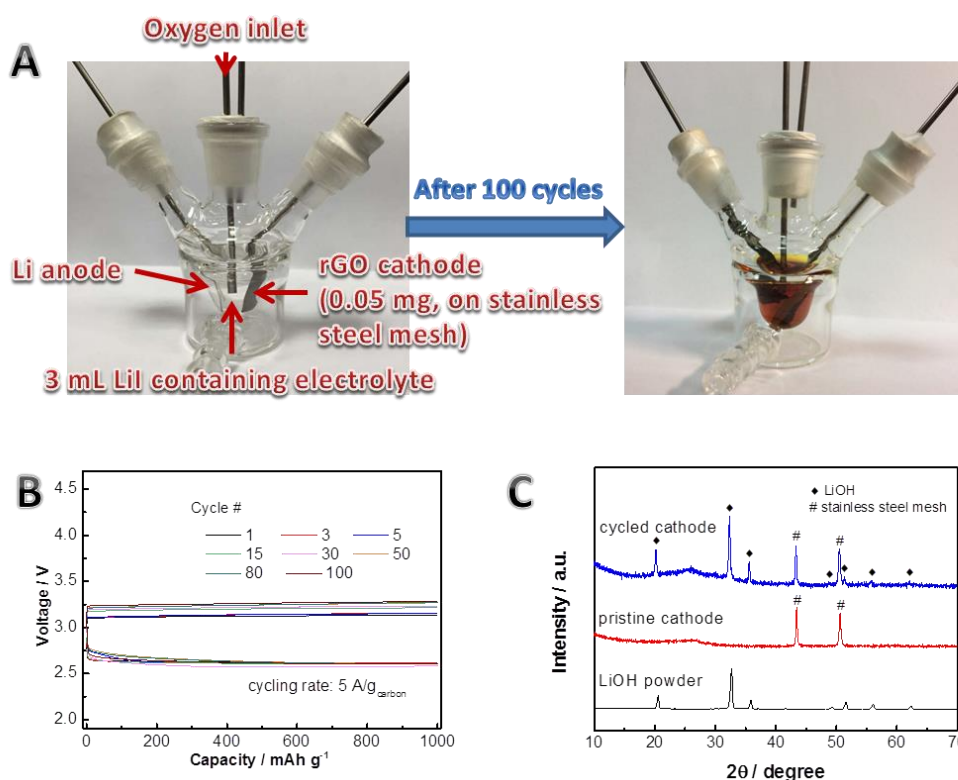 A
Oxygen inlet
After 100 cycles
Li anode
rGO cathode
(0.05 mg, on stainless
steel mesh)
3 mL LiI containing electrolyte
B
4.5
4.0
3.5
3.0
2.5
2.0
Voltage / V
Cycle #
1 3 5
15 30 50
80 100
cycling rate: 5 A/gcarbon
0 200 400 600 800 1000
Capacity / mAh g-1
C
Intensity / a.u.
◆ LiOH
# stainless steel mesh
cycled cathode
# #
pristine cathode
# #
LiOH powder
10 20 30 40 50 60 70
2θ / degree